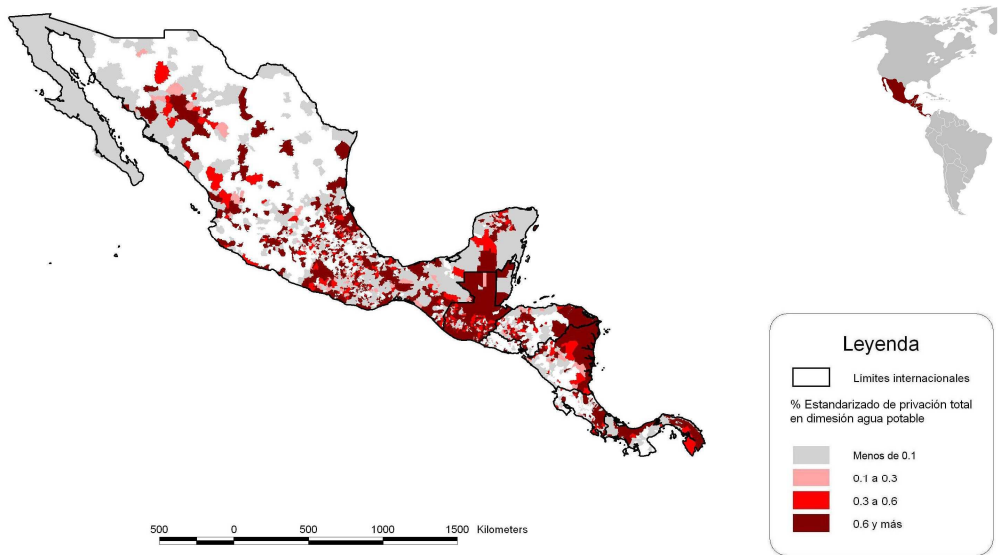 Leyenda
Límites internacionales
% Estandarizado de privación total
en dimesión agua potable
Menos de 0.1
0.1 a 0.3
0.3 a 0.6
0.6 y más
500 0 500 1000 1500 Kilometers